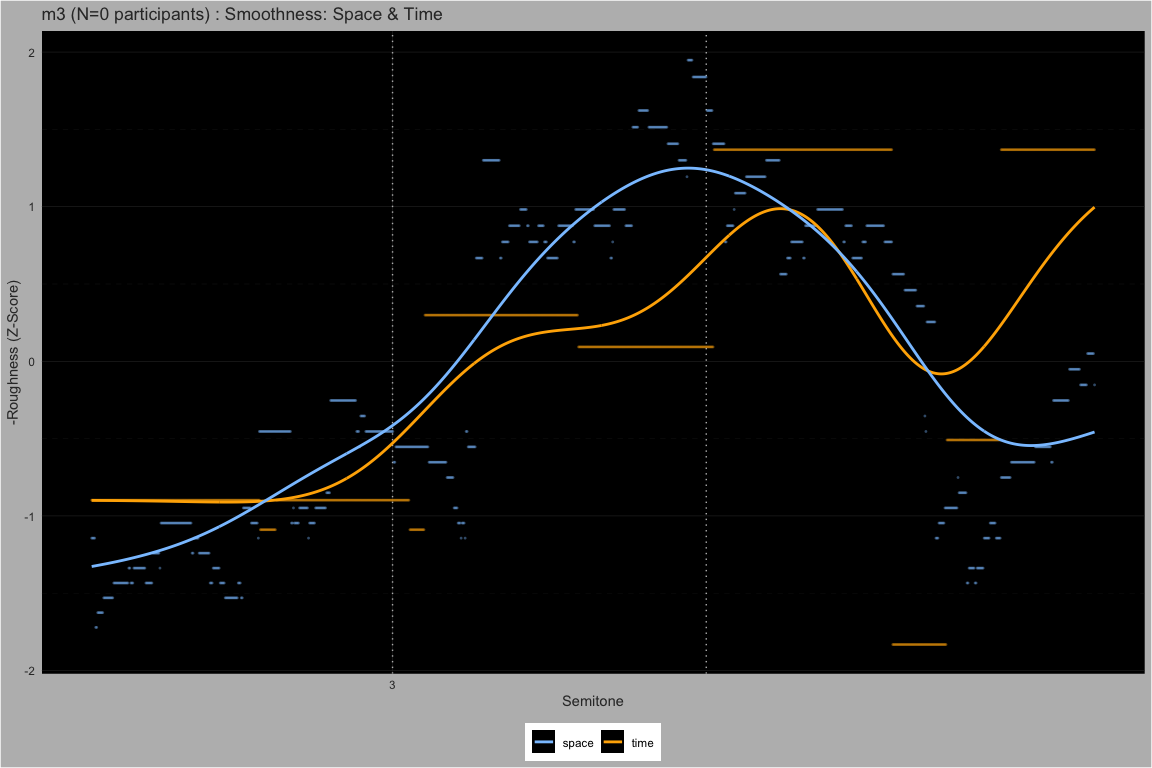 m3 (N=0 participants) : Smoothness: Space & Time
-Roughness (Z-Score)
2
1
0
-1
-2
3
Semitone
space time